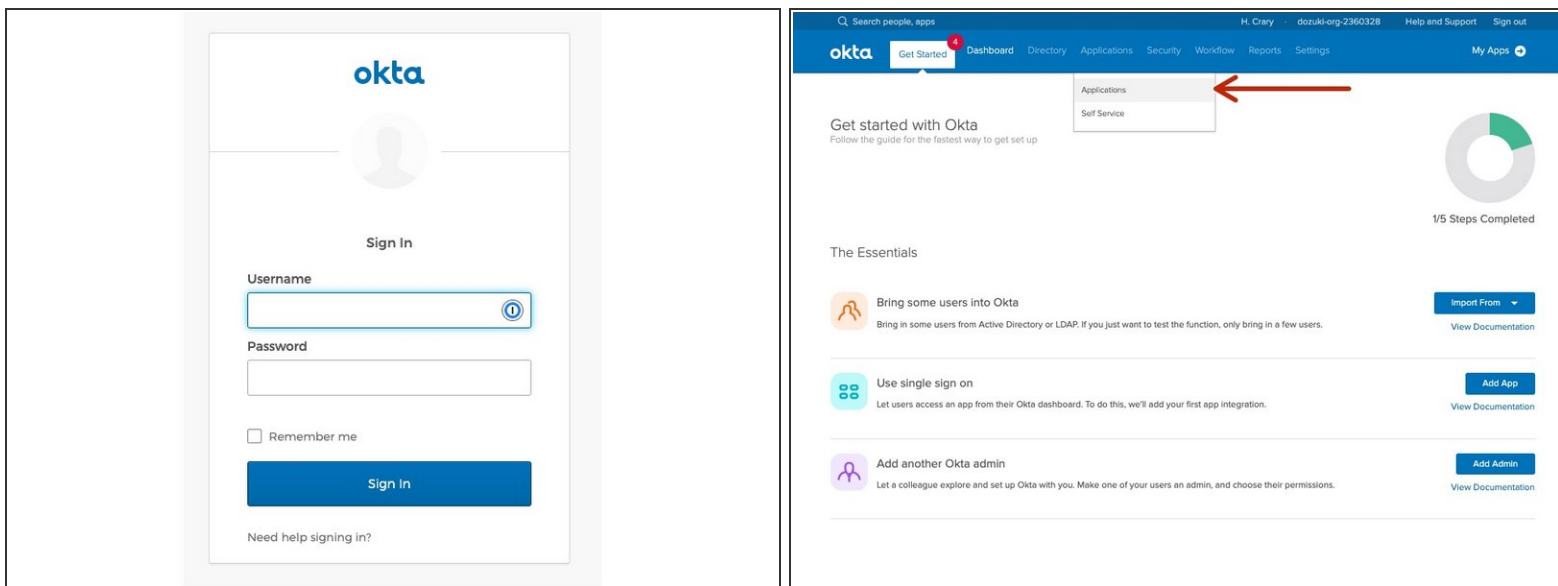 okta
Sign In
Username
Password
Remember me
Sign In
Need help signing in?
Search people, apps
H. Crary · dozuki-org-2360328 Help and Support Sign out
okta Get Started 4 Dashboard Directory Applications Security Workflow Reports Settings My Apps
Applications
Self Service
Get started with Okta
Follow the guide for the fastest way to get set up
1/5 Steps Completed
The Essentials
Bring some users into Okta
Bring in some users from Active Directory or LDAP. If you just want to test the function, only bring in a few users.
Import From
View Documentation
Use single sign on
Let users access an app from their Okta dashboard. To do this, we'll add your first app integration.
Add App
View Documentation
Add another Okta admin
Let a colleague explore and set up Okta with you. Make one of your users an admin, and choose their permissions.
Add Admin
View Documentation